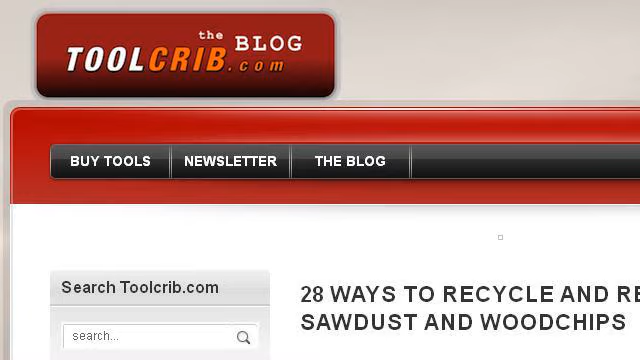 the BLOG
TOOLCRIB.com
BUY TOOLS NEWSLETTER THE BLOG
Search Toolcrib.com
search...
28 WAYS TO RECYCLE AND
SAWDUST AND WOODCHIPS